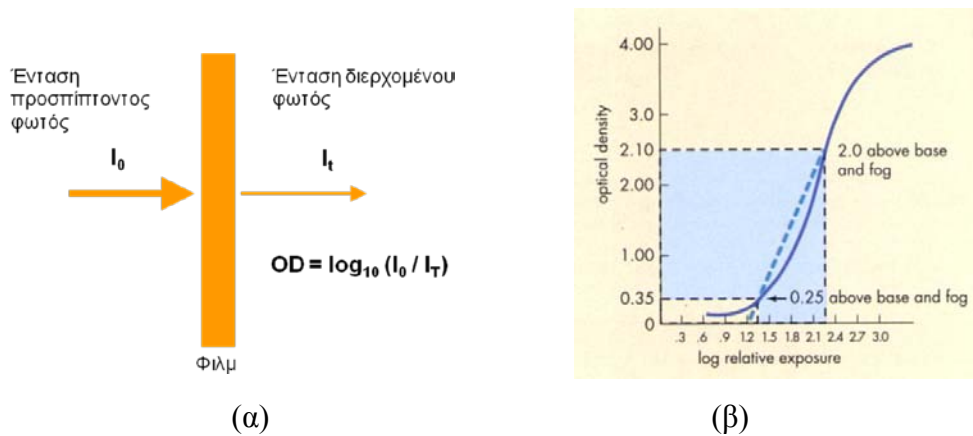 Ένταση
προσπίπτοντος
φωτός
I₀
Ένταση διερχομένου
φωτός
Iₜ
OD = log₁₀ (I₀ / I_T)
Φιλμ
(α)
4.00
3.0
2.10
2.00
1.00
0.35
0
optical density
2.0 above base
and fog
0.25 above base and fog
.3 .6 .9 1.2 1.5 1.8 2.1 2.4 2.7 3.0
log relative exposure
(β)